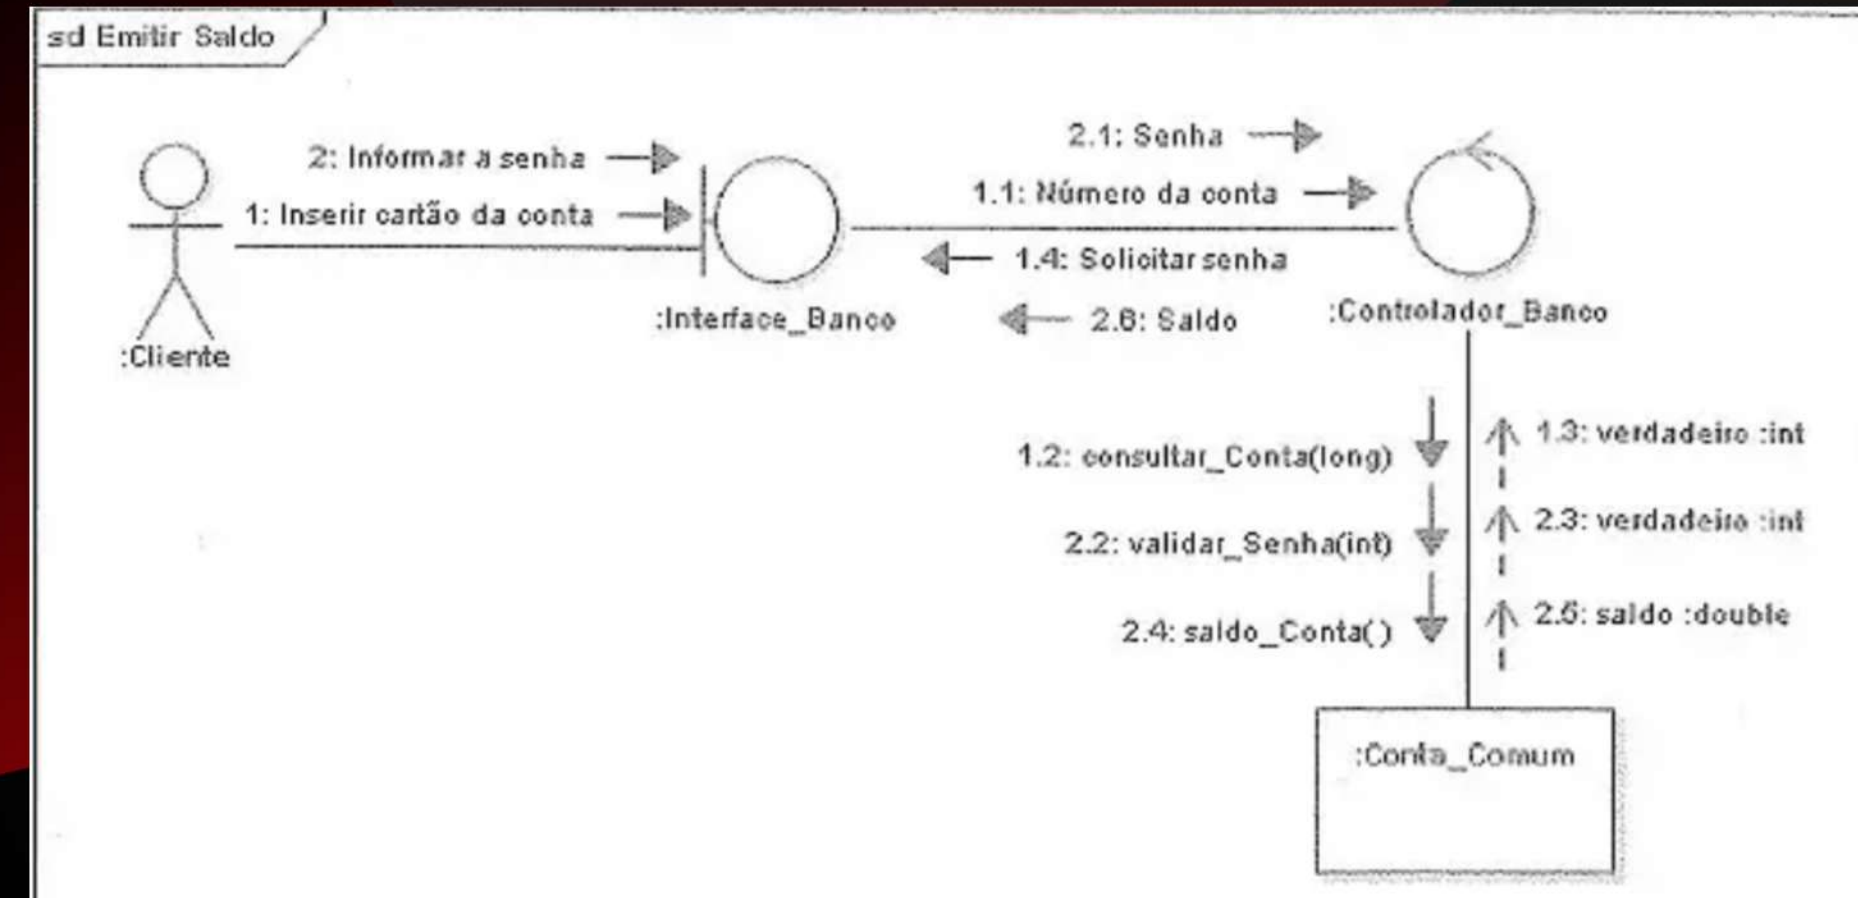 sd Emitir Saldo
2: Informar a senha
1: Inserir cartão da conta
:Cliente
:Interface_Banco
2.1: Senha
1.1: Número da conta
1.4: Solicitar senha
2.6: Saldo
:Controlador_Banco
1.2: consultar_Conta(long)
1.3: verdadeiro :int
2.2: validar_Senha(int)
2.3: verdadeiro :int
2.4: saldo_Conta()
2.5: saldo :double
:Conta_Comum